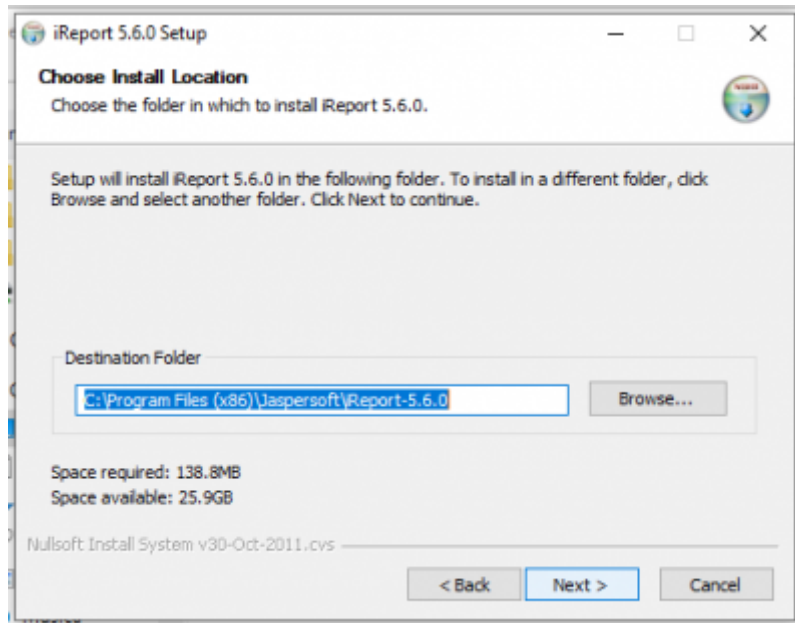 iReport 5.6.0 Setup
Choose Install Location
Choose the folder in which to install iReport 5.6.0.
Setup will install iReport 5.6.0 in the following folder. To install in a different folder, click
Browse and select another folder. Click Next to continue.
Destination Folder
C:\Program Files (x86)\Jaspersoft\iReport-5.6.0
Browse...
Space required: 138.8MB
Space available: 25.9GB
Nullsoft Install System v30-Oct-2011.cvs
< Back
Next >
Cancel